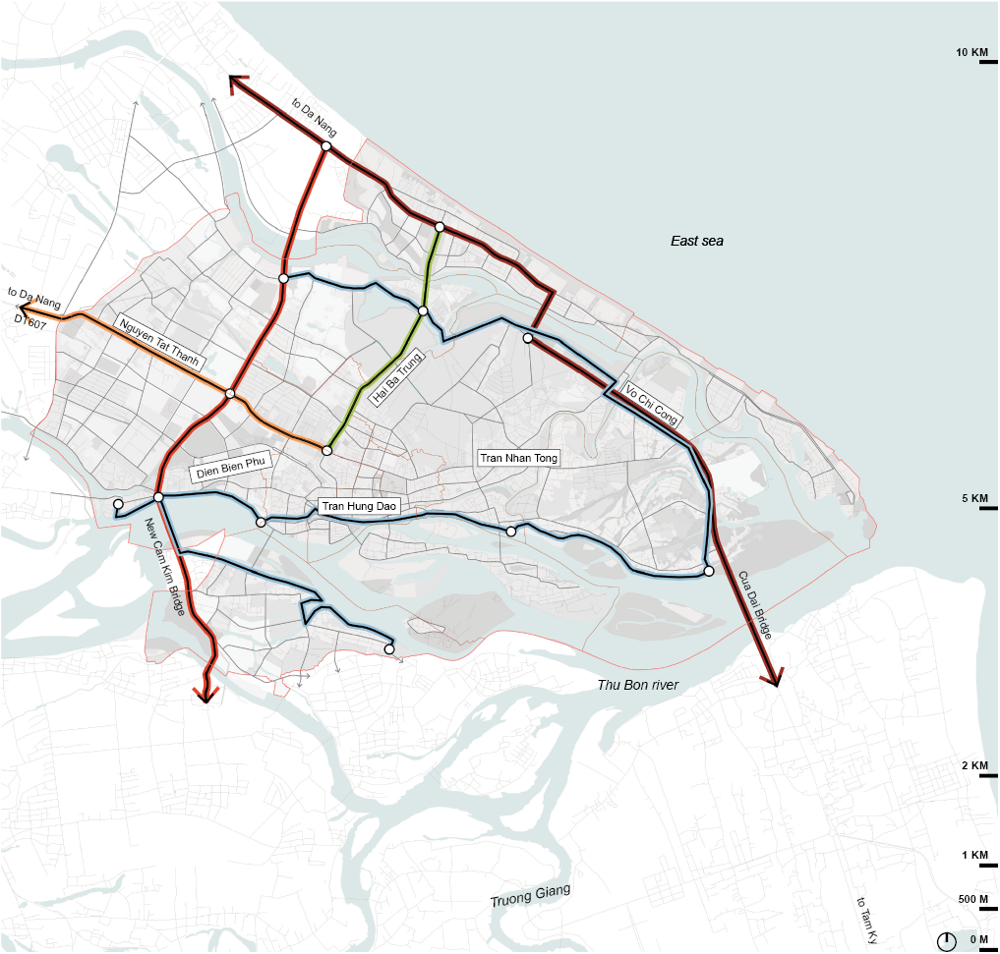 10 KM
to Da Nang
East sea
to Da Nang
DT607
Nguyen Tat Thanh
Hai Ba Trung
Vo Chi Cong
Tran Nhan Tong
Dien Bien Phu
Tran Hung Dao
5 KM
New Cam Kim Bridge
Cua Dai Bridge
Thu Bon river
2 KM
1 KM
Truong Giang
500 M
to Tam Ky
0 M